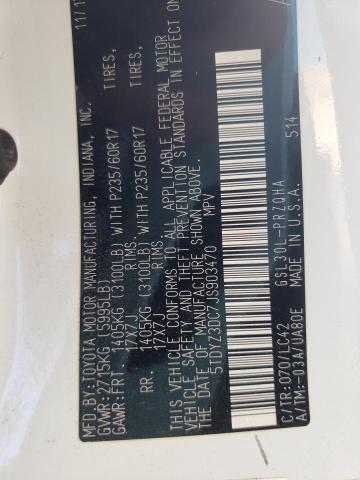 MFD. BY: TOYOTA MOTOR MANUFACTURING, INDIANA, INC. 11/1
GVWR: 2715KG (5995LB)
GAWR: FR: 1405KG (3100LB) WITH P235/60R17 TIRES,
17X7J RIMS
RR: 1405KG (3100LB) WITH P235/60R17 TIRES,
17X7J RIMS
THIS VEHICLE CONFORMS TO ALL APPLICABLE FEDERAL MOTOR
VEHICLE SAFETY AND THEFT PREVENTION STANDARDS IN EFFECT ON
THE DATE OF MANUFACTURE SHOWN ABOVE.
5TDYZ3DC7JS903470 MPV
C/TR: 070/LC42 GSL30L-PRZQHA
A/TM:-03A/UA80E MADE IN U.S.A. 514